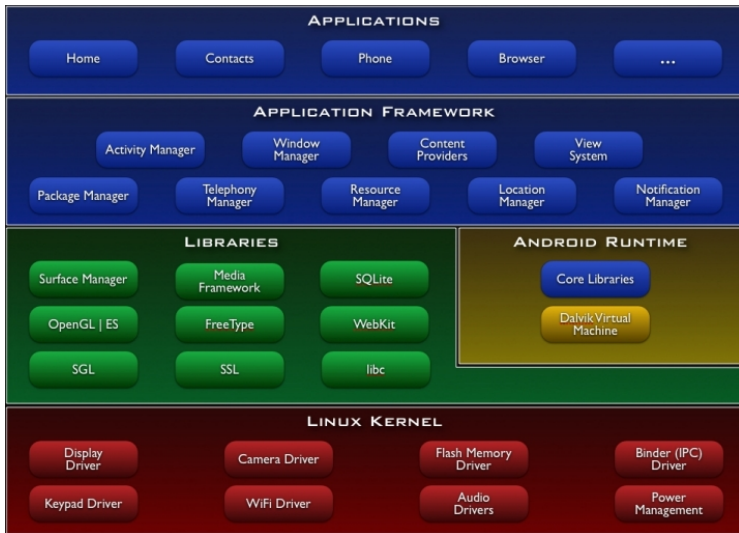 APPLICATIONS
Home
Contacts
Phone
Browser
...
APPLICATION FRAMEWORK
Activity Manager
Window
Manager
Content
Providers
View
System
Package Manager
Telephony
Manager
Resource
Manager
Location
Manager
Notification
Manager
LIBRARIES
Surface Manager
Media
Framework
SQLite
OpenGL | ES
FreeType
WebKit
SGL
SSL
libc
ANDROID RUNTIME
Core Libraries
Dalvik Virtual
Machine
LINUX KERNEL
Display
Driver
Camera Driver
Flash Memory
Driver
Binder (IPC)
Driver
Keypad Driver
WiFi Driver
Audio
Drivers
Power
Management